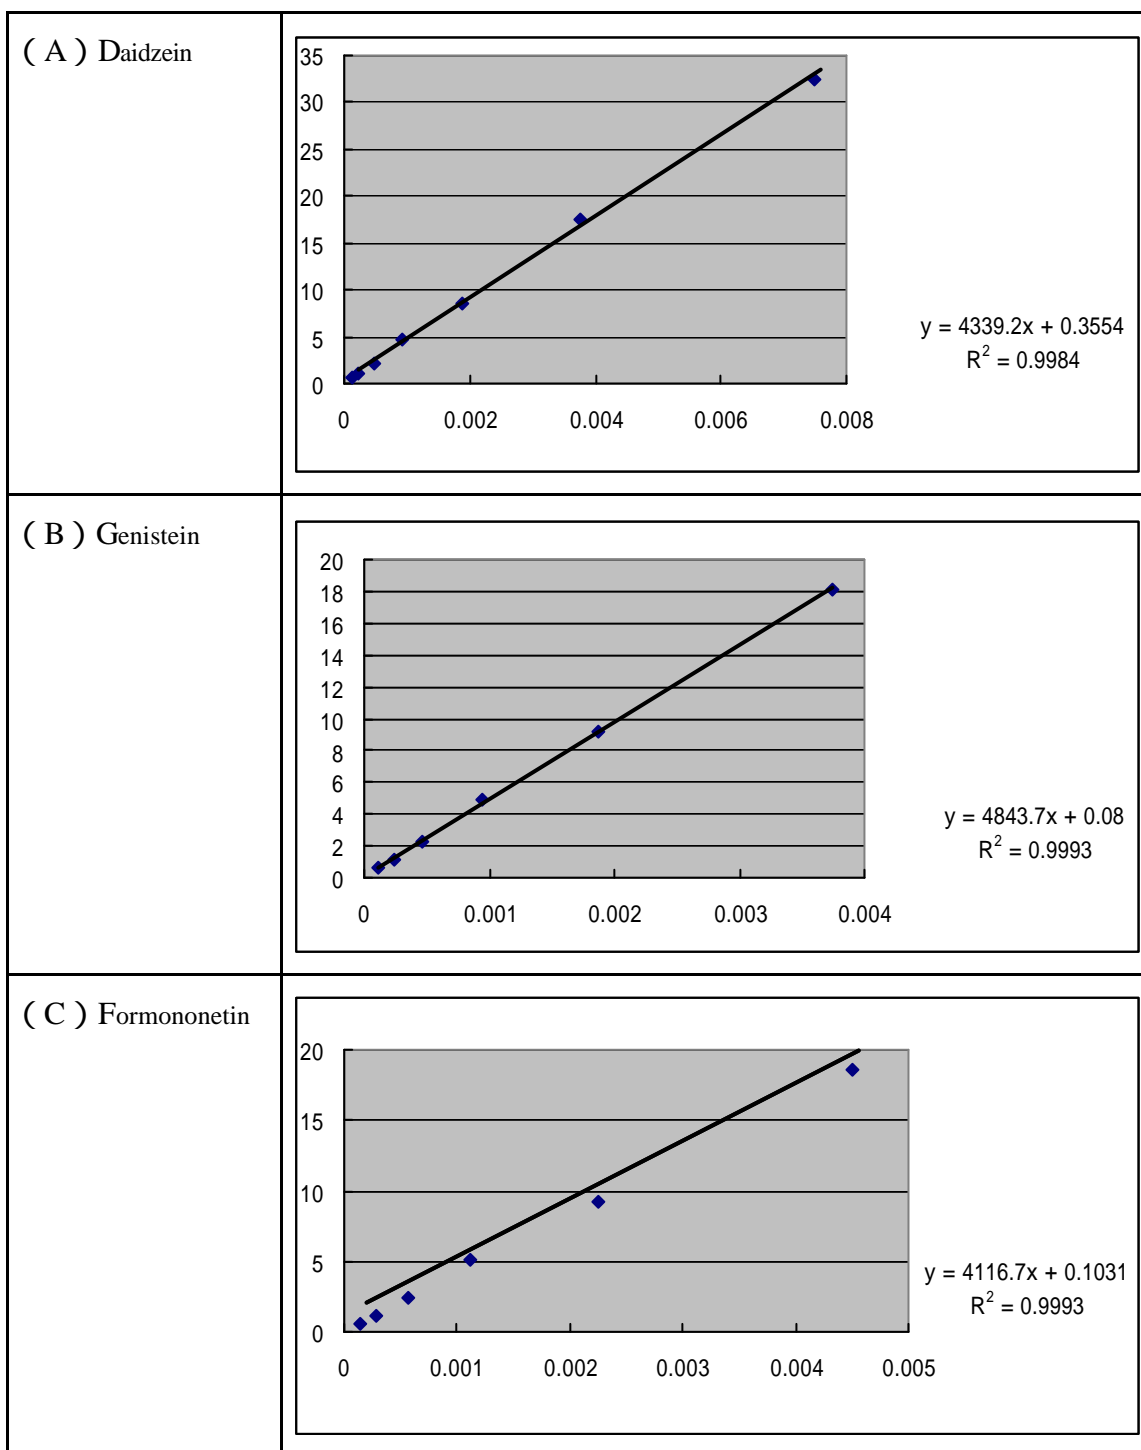 ( A ) Daidzein
35
30
25
20
15
10
5
0
0 0.002 0.004 0.006 0.008
y = 4339.2x + 0.3554
R² = 0.9984
( B ) Genistein
20
18
16
14
12
10
8
6
4
2
0
0 0.001 0.002 0.003 0.004
y = 4843.7x + 0.08
R² = 0.9993
( C ) Formononetin
20
15
10
5
0
0 0.001 0.002 0.003 0.004 0.005
y = 4116.7x + 0.1031
R² = 0.9993